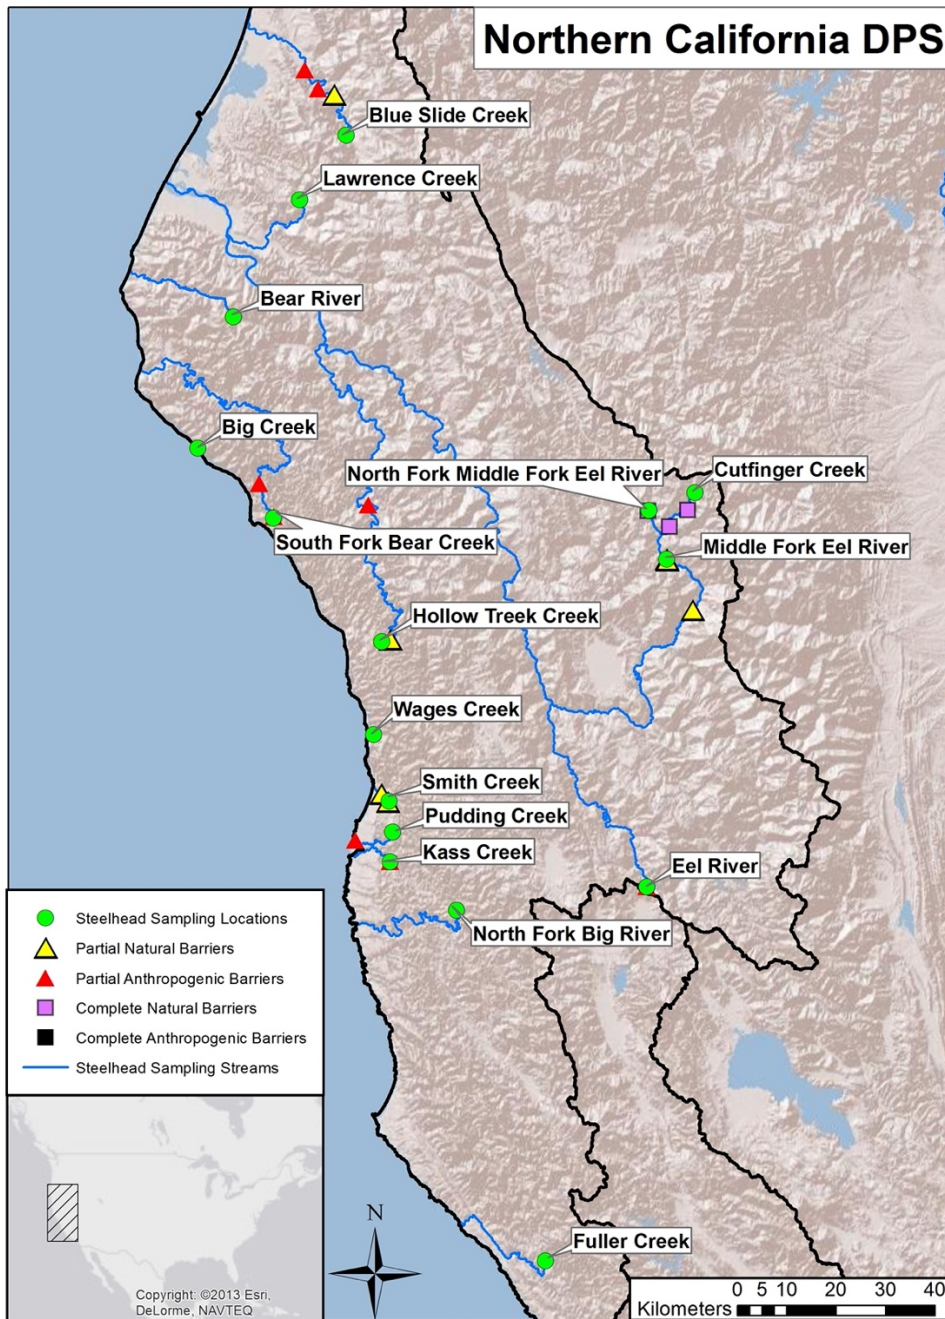 Northern California DPS
Blue Slide Creek
Lawrence Creek
Bear River
Big Creek
North Fork Middle Fork Eel River
Cutfinger Creek
South Fork Bear Creek
Middle Fork Eel River
Hollow Treek Creek
Wages Creek
Smith Creek
Pudding Creek
Kass Creek
Eel River
North Fork Big River
Steelhead Sampling Locations
Partial Natural Barriers
Partial Anthropogenic Barriers
Complete Natural Barriers
Complete Anthropogenic Barriers
Steelhead Sampling Streams
N
Fuller Creek
Copyright: ©2013 Esri,
DeLorme, NAVTEQ
0 5 10 20 30 40
Kilometers